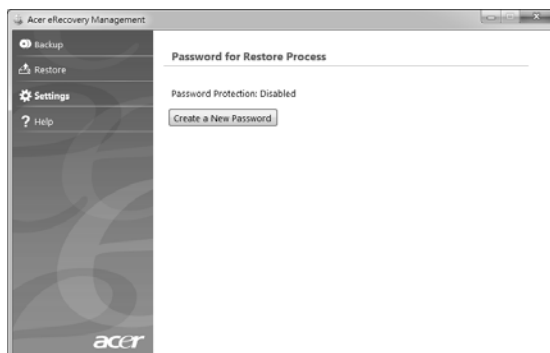 Acer eRecovery Management
Backup
Restore
Settings
? Help
Password for Restore Process
Password Protection: Disabled
Create a New Password
acer